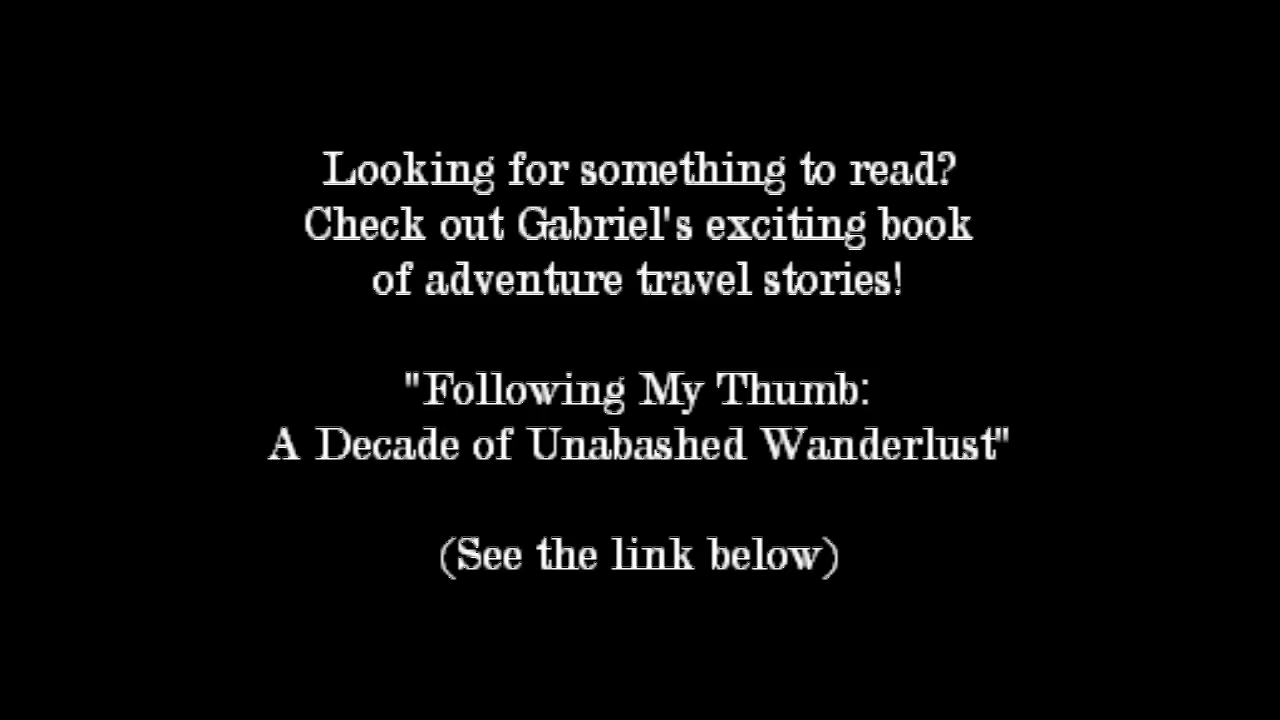 Looking for something to read?
Check out Gabriel's exciting book
of adventure travel stories!
"Following My Thumb:
A Decade of Unabashed Wanderlust"
(See the link below)